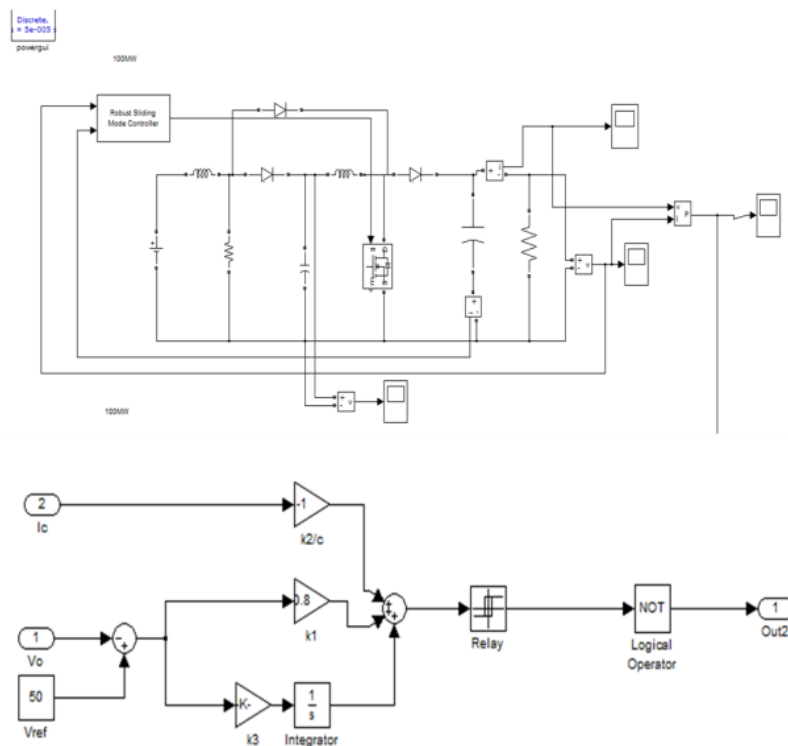 Discrete,
s = 5e-005 s
powergui
100MW
Robust Sliding
Mode Controller
100MW
2
Ic
-1
k2/c
0.8
k1
1
Vo
50
Vref
-K-
k3
1
s
Integrator
Relay
NOT
Logical
Operator
1
Out2